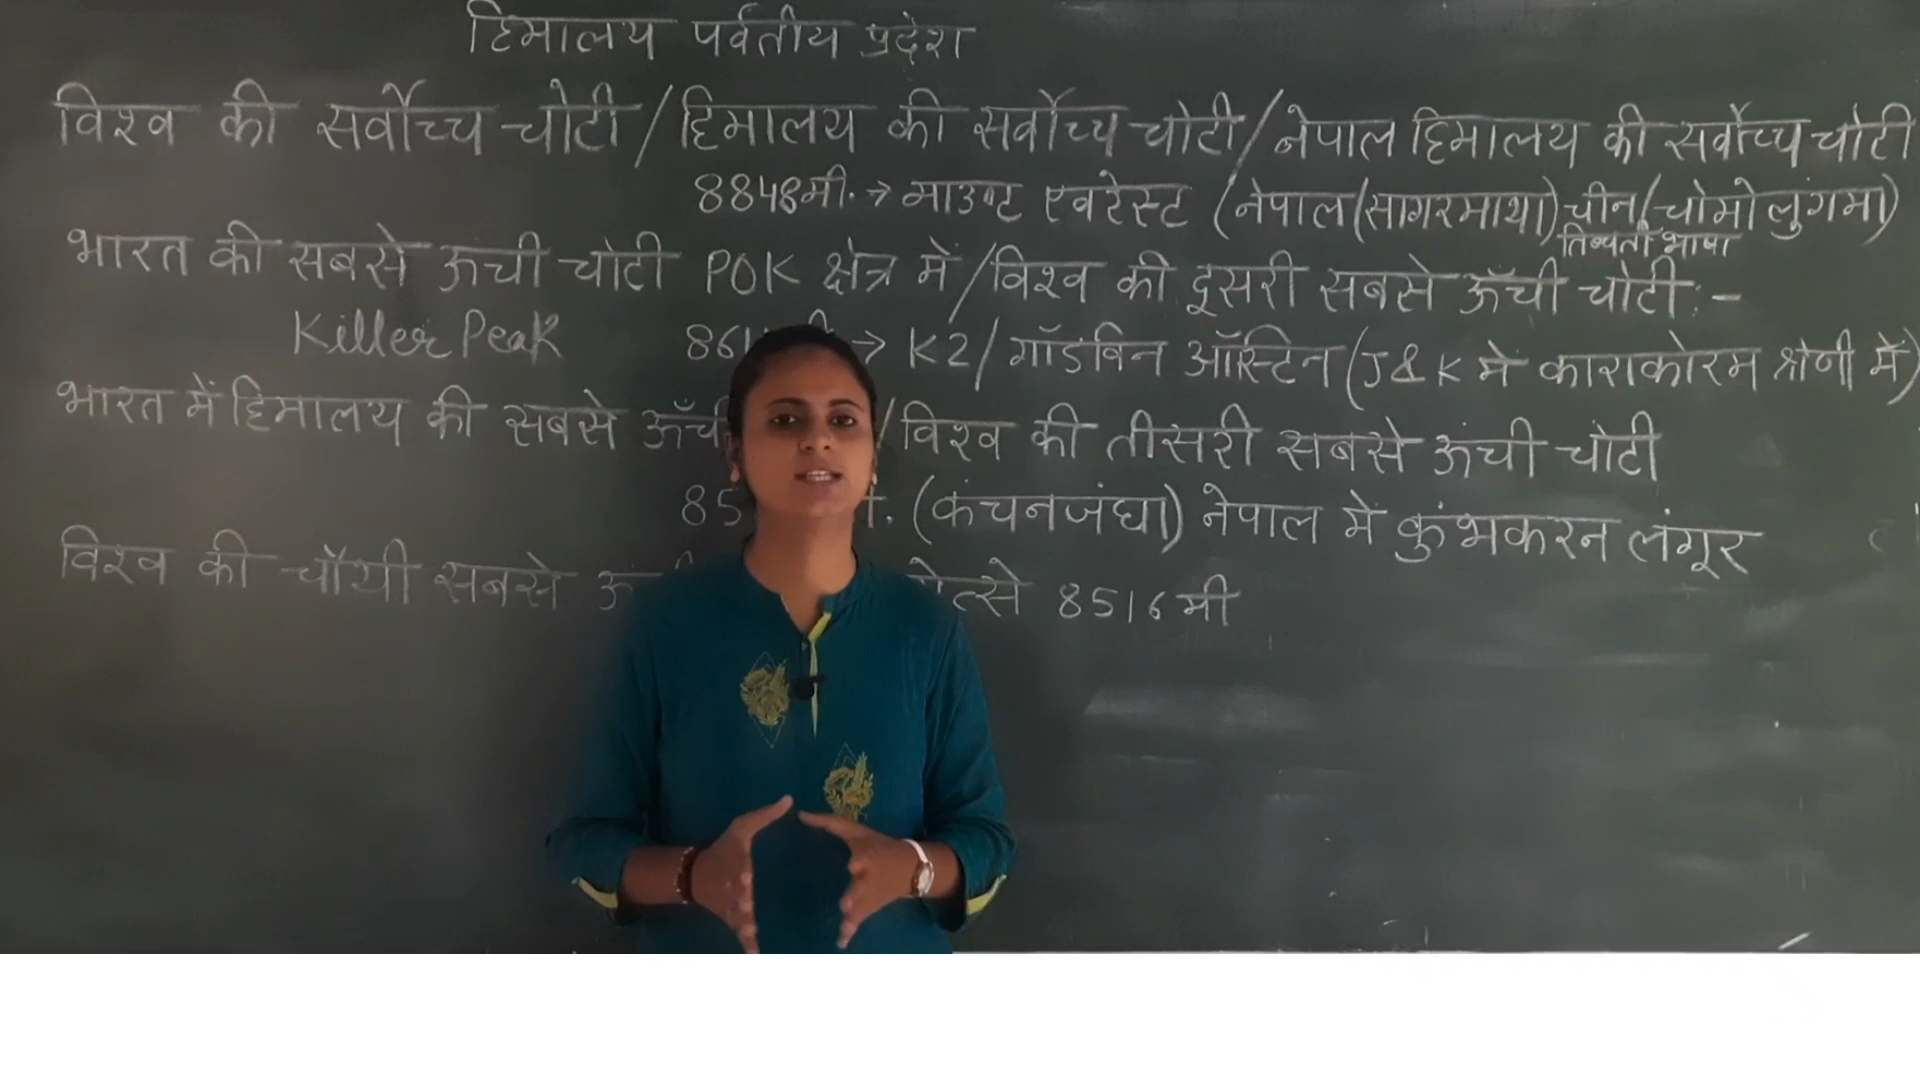 हिमालय पर्वतीय प्रदेश
विश्व की सर्वोच्च चोटी/हिमालय की सर्वोच्च चोटी/नेपाल हिमालय की सर्वोच्च चोटी
8848मी. → माउण्ट एवरेस्ट (नेपाल(सागरमाथा) चीन(चोमोलुंगमा)
तिब्बती भाषा
भारत की सबसे ऊंची चोटी POK क्षेत्र में/विश्व की दूसरी सबसे ऊँची चोटी:-
Killer Peak → K2/गॉडविन ऑस्टिन (J&K में काराकोरम श्रेणी में)
भारत में हिमालय की सबसे /विश्व की तीसरी सबसे ऊंची चोटी
(कंचनजंघा) नेपाल में कुंभकरन लंगूर
विश्व की चौथी सबसे 8516मी